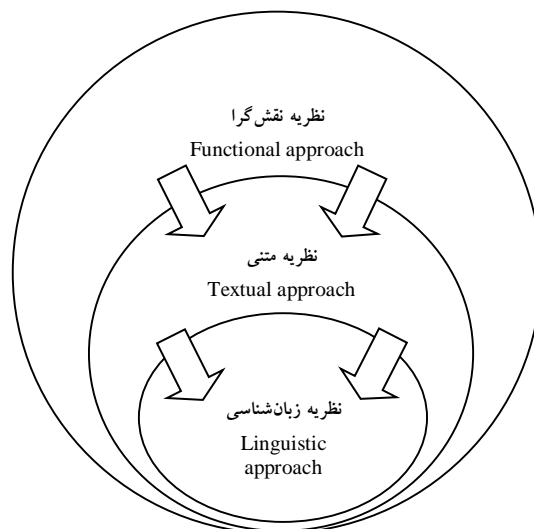 نظریه نقش‌گرا
Functional approach
نظریه متنی
Textual approach
نظریه زبان‌شناسی
Linguistic
approach